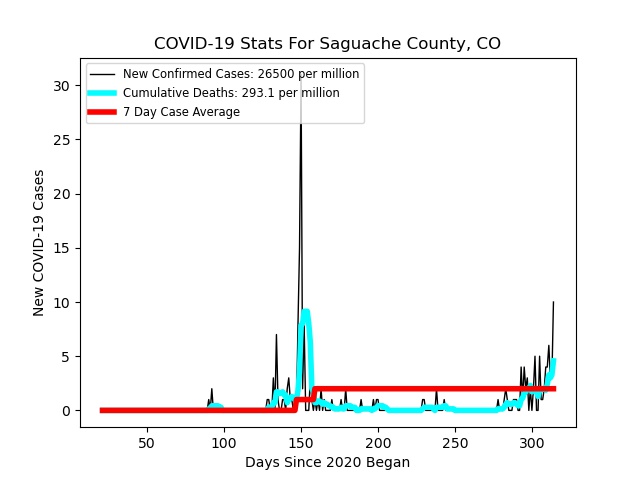 COVID-19 Stats For Saguache County, CO
New Confirmed Cases: 26500 per million
Cumulative Deaths: 293.1 per million
7 Day Case Average
30
25
20
15
10
5
0
New COVID-19 Cases
50 100 150 200 250 300
Days Since 2020 Began